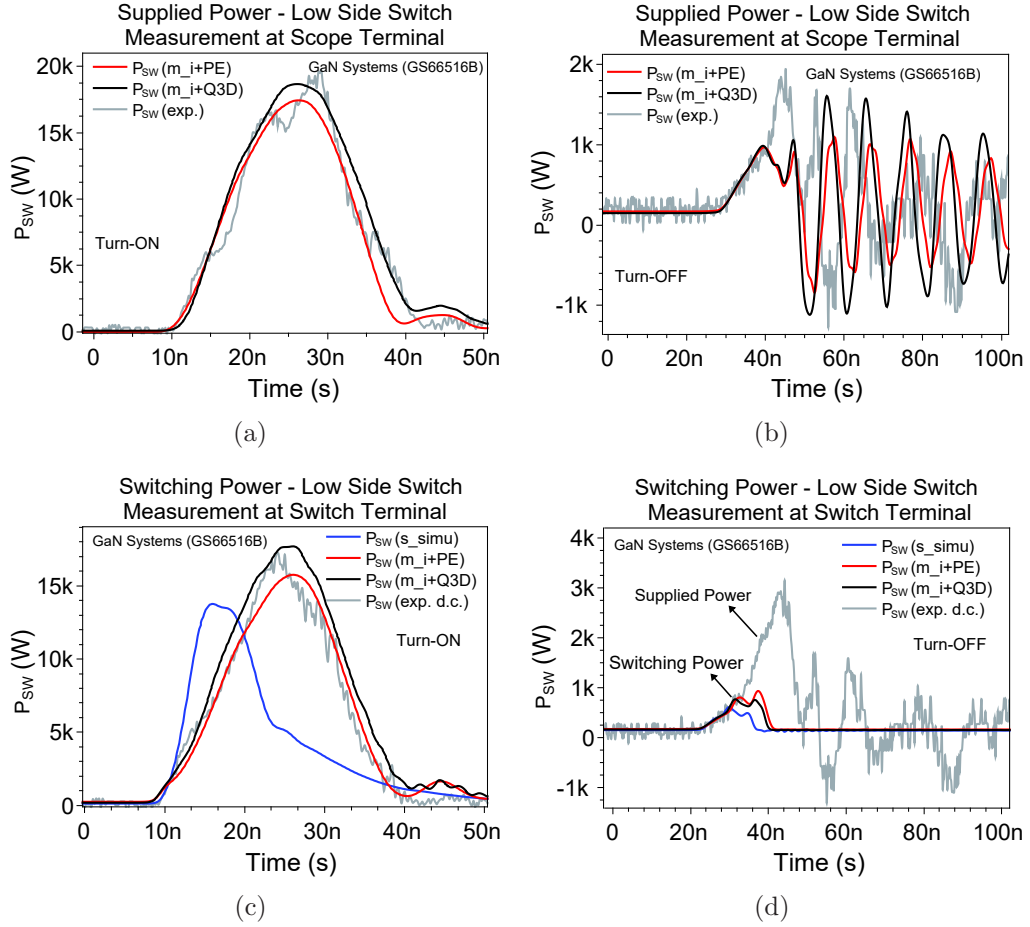 Supplied Power - Low Side Switch
Measurement at Scope Terminal
20k
15k
10k
5k
0
P_SW (W)
P_SW (m_i+PE)
P_SW (m_i+Q3D)
P_SW (exp.)
GaN Systems (GS66516B)
Turn-ON
0 10n 20n 30n 40n 50n
Time (s)
(a)
Supplied Power - Low Side Switch
Measurement at Scope Terminal
2k
1k
0
-1k
P_SW (W)
P_SW (m_i+PE)
P_SW (m_i+Q3D)
P_SW (exp.)
GaN Systems (GS66516B)
Turn-OFF
0 20n 40n 60n 80n 100n
Time (s)
(b)
Switching Power - Low Side Switch
Measurement at Switch Terminal
15k
10k
5k
0
P_SW (W)
GaN Systems (GS66516B)
P_SW (s_simu)
P_SW (m_i+PE)
P_SW (m_i+Q3D)
P_SW (exp. d.c.)
Turn-ON
0 10n 20n 30n 40n 50n
Time (s)
(c)
Switching Power - Low Side Switch
Measurement at Switch Terminal
4k
3k
2k
1k
0
-1k
P_SW (W)
GaN Systems (GS66516B)
P_SW (s_simu)
P_SW (m_i+PE)
P_SW (m_i+Q3D)
P_SW (exp. d.c.)
Supplied Power
Turn-OFF
Switching Power
0 20n 40n 60n 80n 100n
Time (s)
(d)